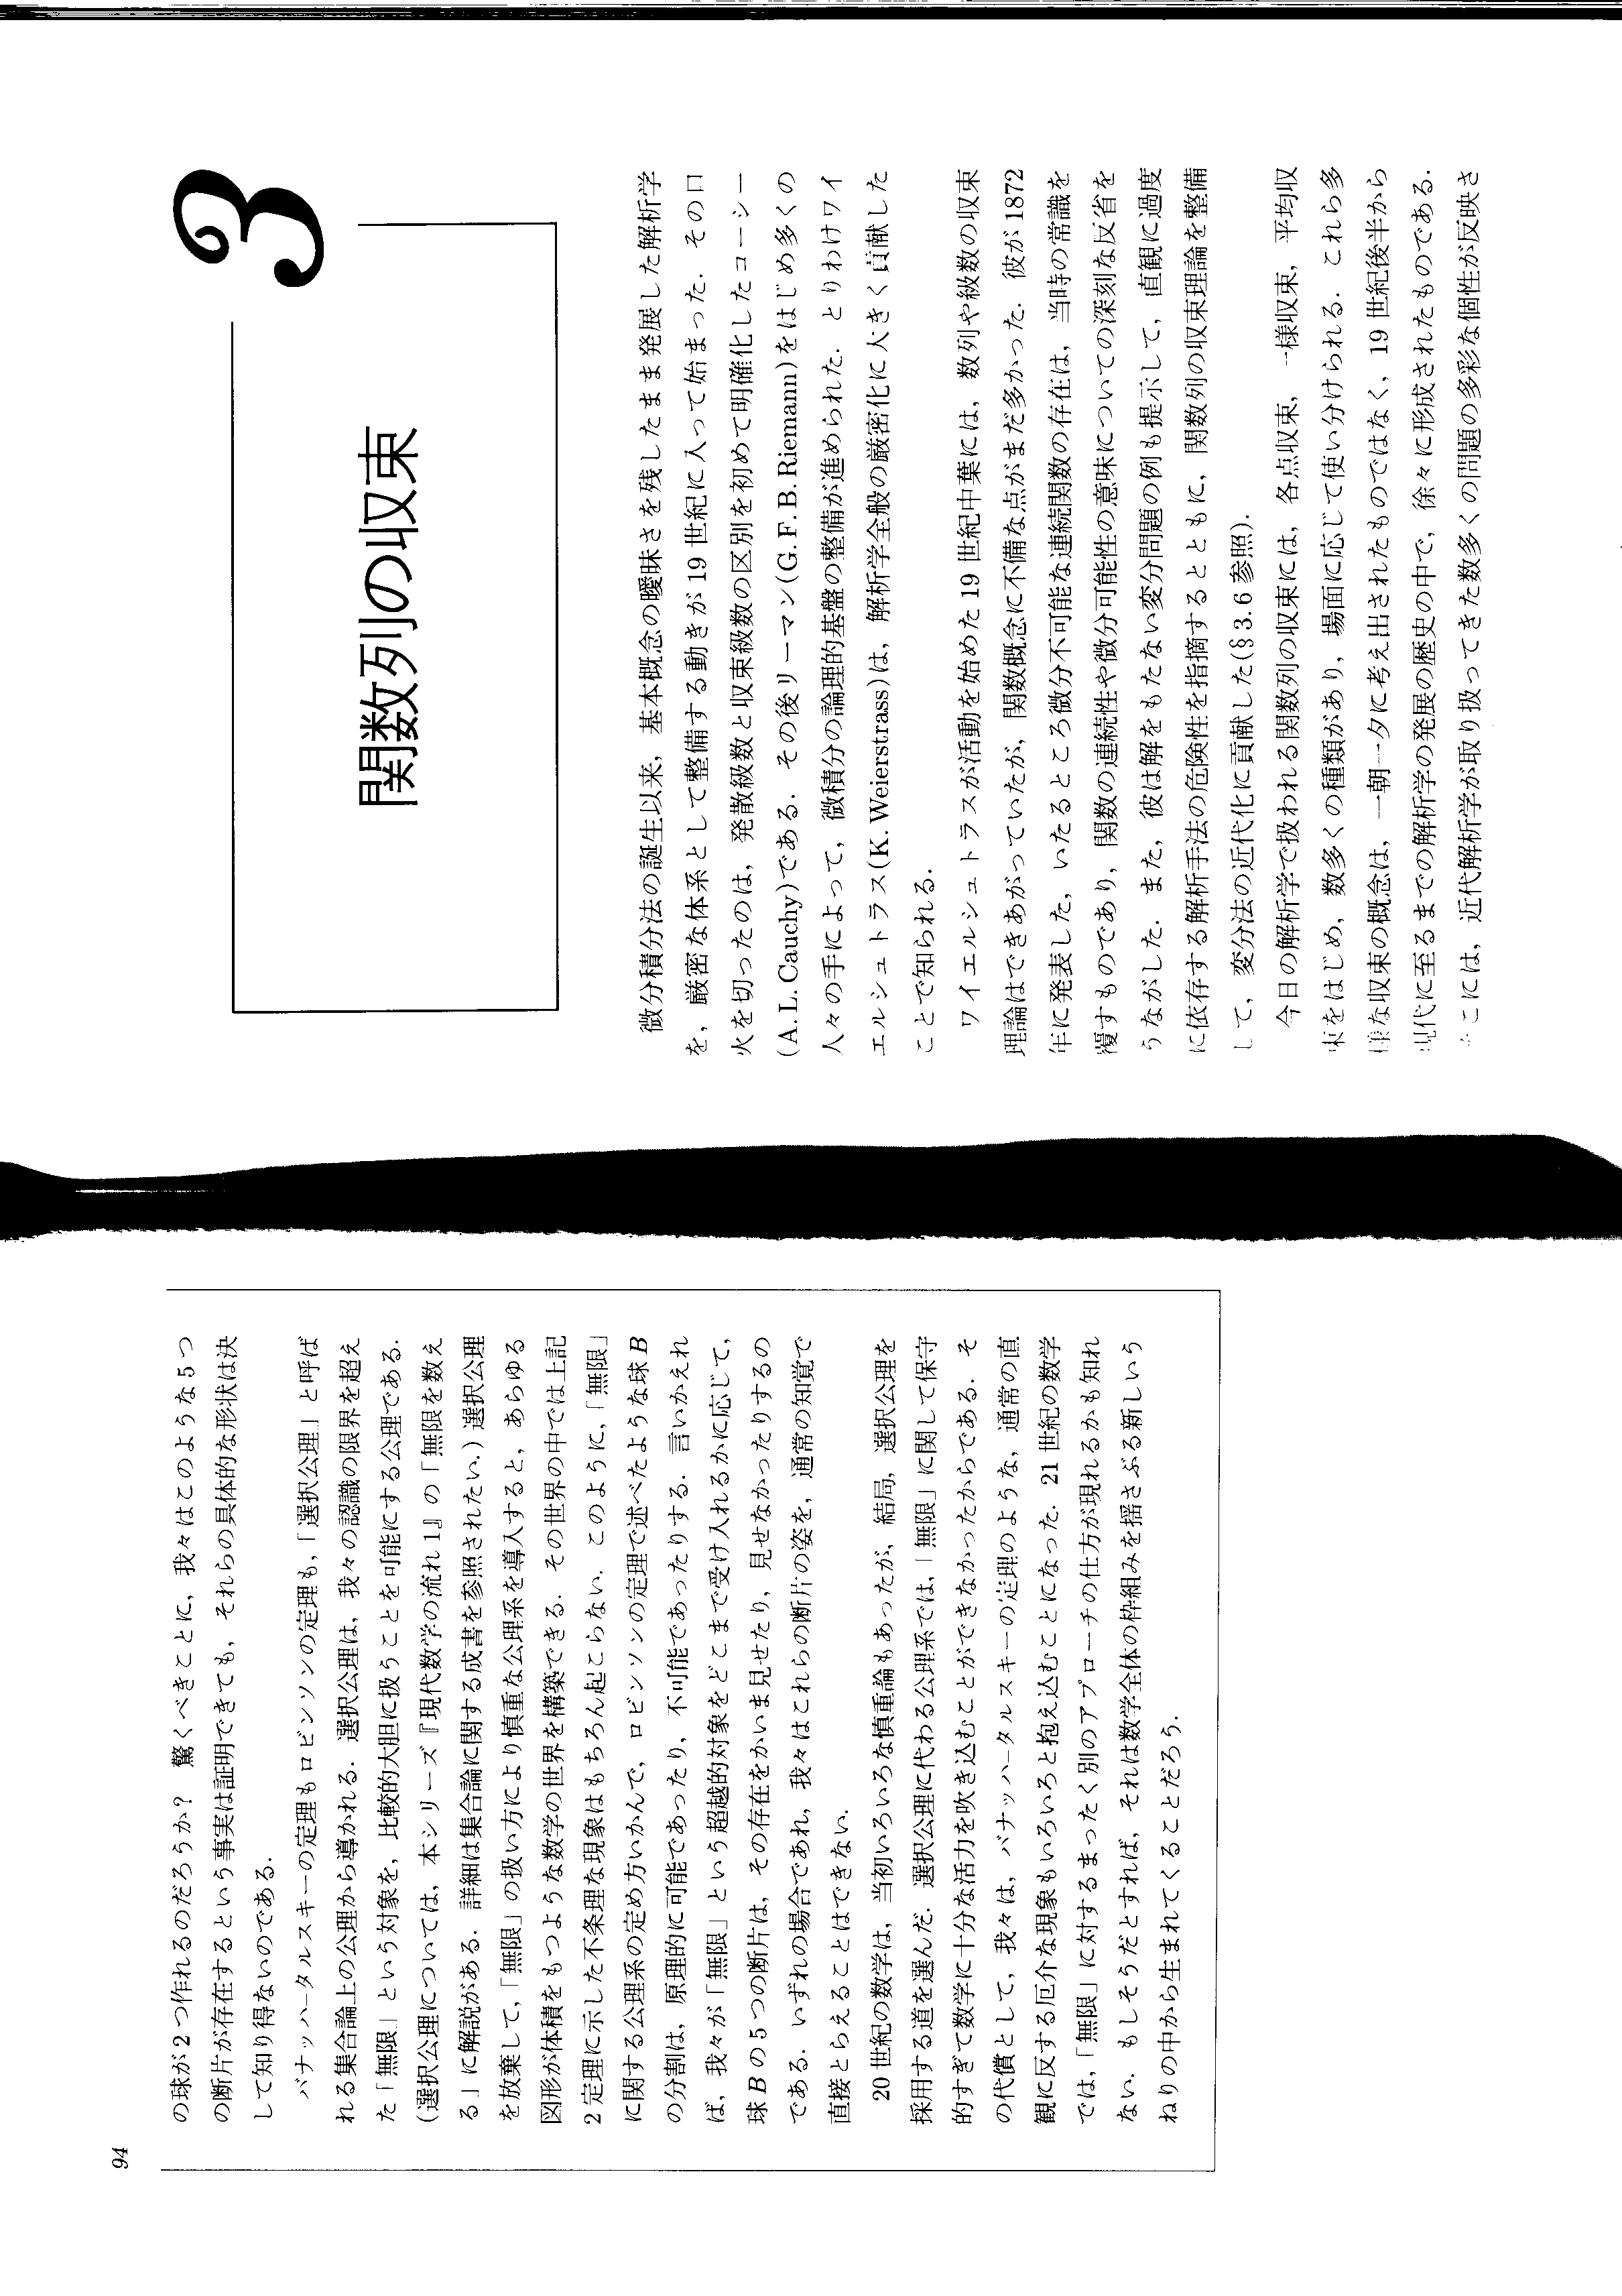 94
の球が2つ作れるのだろうか? 驚くべきことに，我々はこのような5つ
の断片が存在するという事実は証明できても，それらの具体的な形状は決
して知り得ないのである．
バナッハ-タルスキーの定理もロビンソンの定理も，「選択公理」と呼ば
れる集合論上の公理から導かれる．選択公理は，我々の認識の限界を超え
た「無限」という対象を，比較的大胆に扱うことを可能にする公理である．
(選択公理については，本シリーズ『現代数学の流れ1』の「無限を数え
る」に解説がある．詳細は集合論に関する成書を参照されたい.) 選択公理
を放棄して，「無限」の扱い方により慎重な公理系を導入すると，あらゆる
図形が体積をもつような数学の世界を構築できる．その世界の中では上記
2定理に示した不条理な現象はもちろん起こらない．このように，「無限」
に関する公理系の定め方いかんで，ロビンソンの定理で述べたような球B
の分割は，原理的に可能であったり，不可能であったりする．言いかえれ
ば，我々が「無限」という超越的対象をどこまで受け入れるかに応じて，
球Bの5つの断片は，その存在をかいま見せたり，見せなかったりするの
である．いずれの場合であれ，我々はこれらの断片の姿を，通常の知覚で
直接とらえることはできない．
20世紀の数学は，当初いろいろな慎重論もあったが，結局，選択公理を
採用する道を選んだ．選択公理に代わる公理系では，「無限」に関して保守
的すぎて数学に十分な活力を吹き込むことができなかったからである．そ
の代償として，我々は，バナッハ-タルスキーの定理のような，通常の直
観に反する厄介な現象もいろいろと抱え込むことになった．21世紀の数学
では，「無限」に対するまったく別のアプローチの仕方が現れるかも知れ
ない．もしそうだとすれば，それは数学全体の枠組みを揺さぶる新しいう
ねりの中から生まれてくることだろう．
3
関数列の収束
微分積分法の誕生以来，基本概念の曖昧さを残したまま発展した解析学
を，厳密な体系として整備する動きが19世紀に入って始まった．その口
火を切ったのは，発散級数と収束級数の区別を初めて明確化したコーシー
(A. L. Cauchy)である．その後リーマン(G. F. B. Riemann)をはじめ多くの
人々の手によって，微積分の論理的基盤の整備が進められた．とりわけワイ
エルシュトラス(K. Weierstrass)は，解析学全般の厳密化に大きく貢献した
ことで知られる．
ワイエルシュトラスが活動を始めた19世紀中葉には，数列や級数の収束
理論はできあがっていたが，関数概念に不備な点がまだ多かった．彼が1872
年に発表した，いたるところ微分不可能な連続関数の存在は，当時の常識を
覆すものであり，関数の連続性や微分可能性の意味についての深刻な反省を
うながした．また，彼は解をもたない変分問題の例も提示して，直観に過度
に依存する解析手法の危険性を指摘するとともに，関数列の収束理論を整備
して，変分法の近代化に貢献した(§3.6参照)．
今日の解析学で扱われる関数列の収束には，各点収束，一様収束，平均収
束をはじめ，数多くの種類があり，場面に応じて使い分けられる．これら多
様な収束の概念は，一朝一夕に考え出されたものではなく，19世紀後半から
現代に至るまでの解析学の発展の歴史の中で，徐々に形成されたものである．
そこには，近代解析学が取り扱ってきた数多くの問題の多彩な個性が反映さ